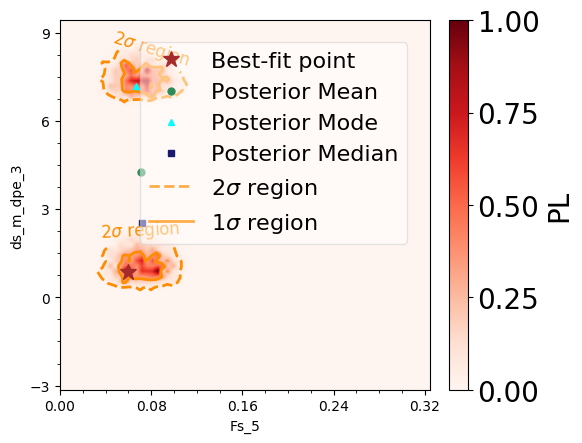 2σ region
Best-fit point
Posterior Mean
Posterior Mode
Posterior Median
2σ region
1σ region
2σ region
9
6
3
0
−3
ds_m_dpe_3
0.00
0.08
0.16
0.24
0.32
Fs_5
1.00
0.75
0.50
0.25
0.00
PL